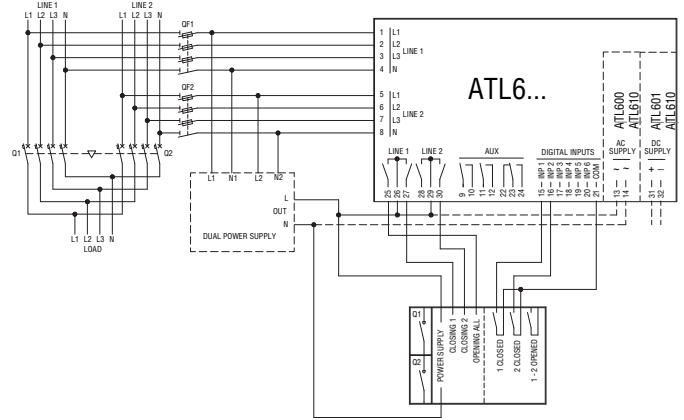 LINE 1
L1 L2 L3 N
LINE 2
L1 L2 L3 N
QF1
QF2
1 L1
2 L2
3 L3
4 N
LINE 1
5 L1
6 L2
7 L3
8 N
LINE 2
ATL6...
ATL600
ATL610
AC
SUPPLY
~ ~
ATL601
ATL610
DC
SUPPLY
+ −
LINE 1
LINE 2
AUX
DIGITAL INPUTS
25
26
27
28
29
30
9
10
11
12
22
23
24
15 – INP 1
16 – INP 2
17 – INP 3
18 – INP 4
19 – INP 5
20 – INP 6
21 – COM
13
14
31
32
Q1
Q2
L1 L2 L3 N
LOAD
L1 N1 L2 N2
L
OUT
N
DUAL POWER SUPPLY
Q1
Q2
POWER SUPPLY
CLOSING 1
CLOSING 2
OPENING ALL
1 CLOSED
2 CLOSED
1 - 2 OPENED